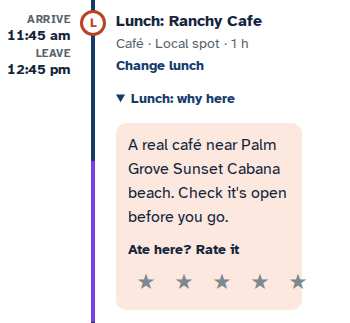 ARRIVE
11:45 am
LEAVE
12:45 pm
L
Lunch: Ranchy Cafe
Café · Local spot · 1 h
Change lunch
▼ Lunch: why here
A real café near Palm
Grove Sunset Cabana
beach. Check it's open
before you go.
Ate here? Rate it
★ ★ ★ ★ ★